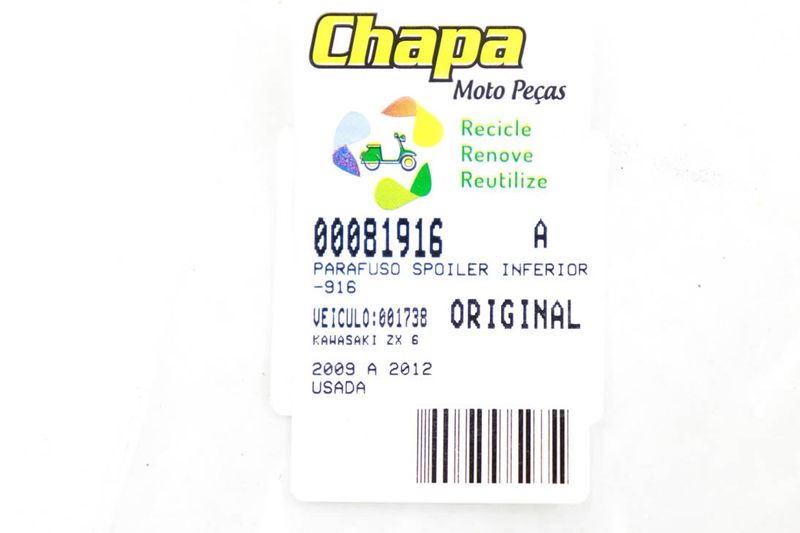 Chapa
Moto Peças
Recicle
Renove
Reutilize
00081916 A
PARAFUSO SPOILER INFERIOR
-916
VEICULO:001738 ORIGINAL
KAWASAKI ZX 6
2009 A 2012
USADA